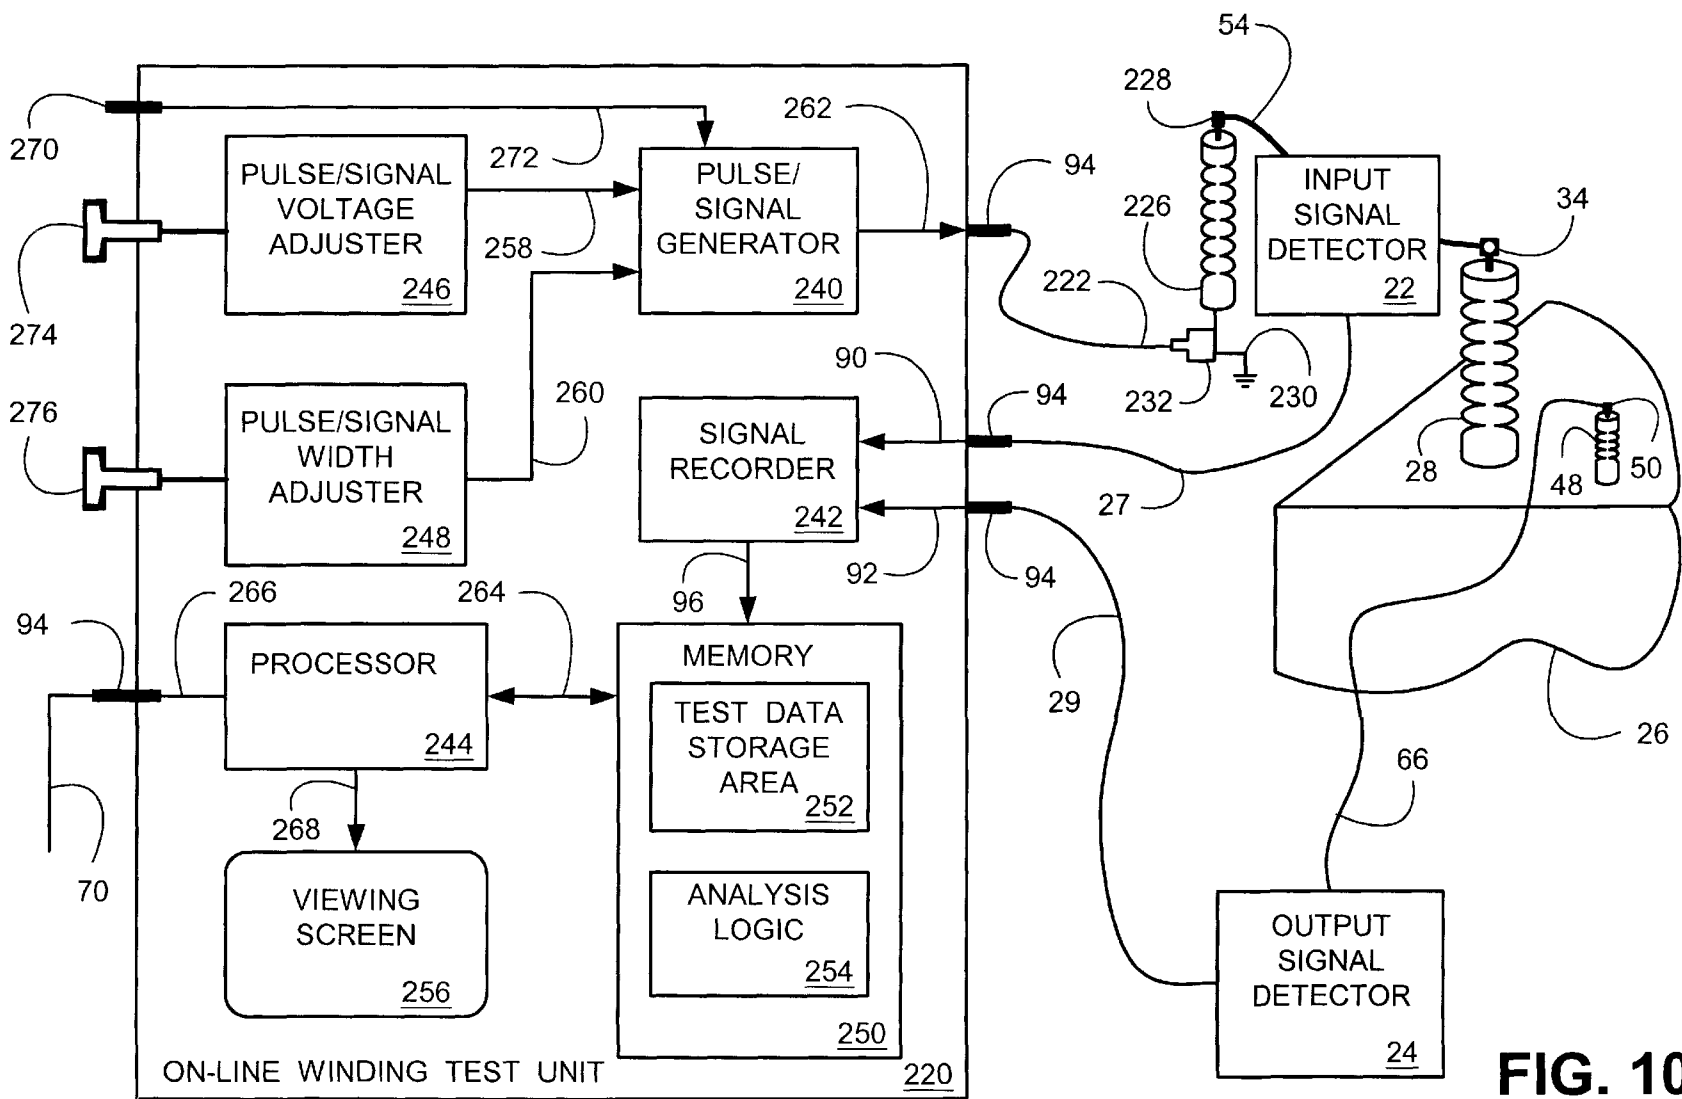 54
228
270
272
262
94
PULSE/SIGNAL
VOLTAGE
ADJUSTER
246
258
PULSE/
SIGNAL
GENERATOR
240
226
INPUT
SIGNAL
DETECTOR
22
34
274
222
232
230
276
PULSE/SIGNAL
WIDTH
ADJUSTER
248
260
SIGNAL
RECORDER
242
90
94
27
28
48
50
92
94
96
94
266
264
PROCESSOR
244
MEMORY
TEST DATA
STORAGE
AREA
252
29
26
66
70
268
VIEWING
SCREEN
256
ANALYSIS
LOGIC
254
250
OUTPUT
SIGNAL
DETECTOR
24
ON-LINE WINDING TEST UNIT
220
FIG. 10